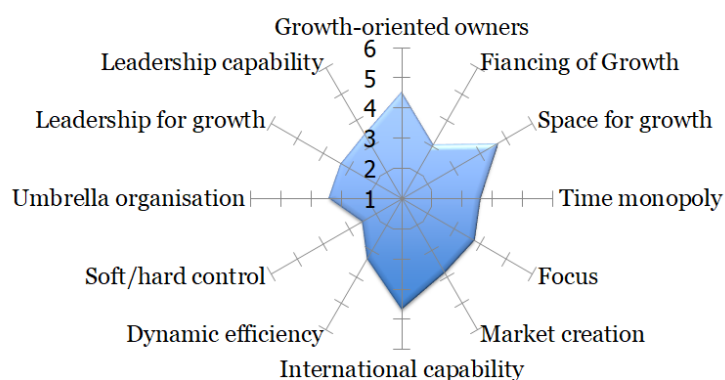 Growth-oriented owners
6
Leadership capability
5
Fiancing of Growth
4
Leadership for growth
3
Space for growth
2
Umbrella organisation
1
Time monopoly
Soft/hard control
Focus
Dynamic efficiency
Market creation
International capability